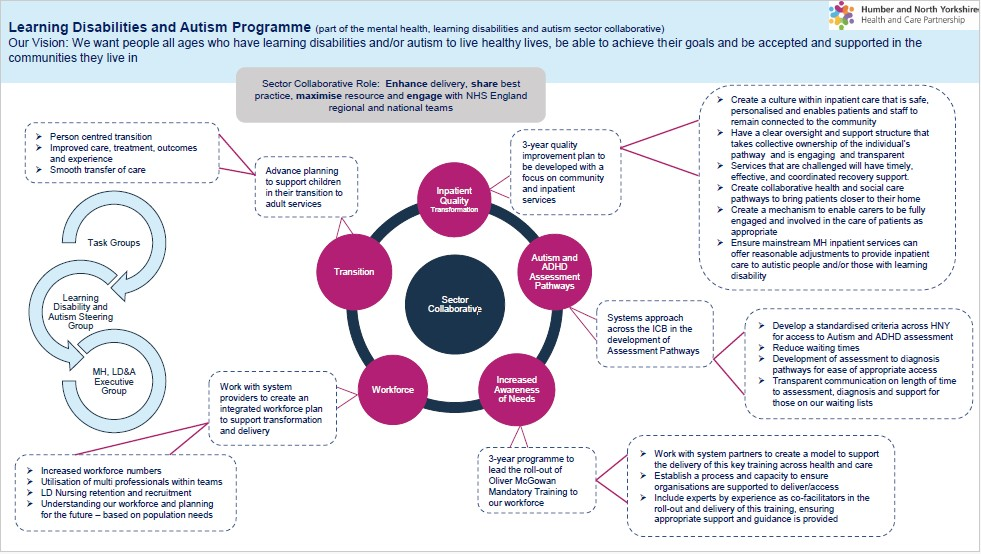 Humber and North Yorkshire
Health and Care Partnership
Learning Disabilities and Autism Programme (part of the mental health, learning disabilities and autism sector collaborative)
Our Vision: We want people all ages who have learning disabilities and/or autism to live healthy lives, be able to achieve their goals and be accepted and supported in the
communities they live in
Sector Collaborative Role: Enhance delivery, share best
practice, maximise resource and engage with NHS England
regional and national teams
➢ Person centred transition
➢ Improved care, treatment, outcomes
and experience
➢ Smooth transfer of care
Advance planning
to support children
in their transition to
adult services
Inpatient
Quality
Transformation
3-year quality
improvement plan to
be developed with a
focus on community
and inpatient
services
➢ Create a culture within inpatient care that is safe,
personalised and enables patients and staff to
remain connected to the community
➢ Have a clear oversight and support structure that
takes collective ownership of the individual's
pathway and is engaging and transparent
➢ Services that are challenged will have timely,
effective, and coordinated recovery support.
➢ Create collaborative health and social care
pathways to bring patients closer to their home
➢ Create a mechanism to enable carers to be fully
engaged and involved in the care of patients as
appropriate
➢ Ensure mainstream MH inpatient services can
offer reasonable adjustments to provide inpatient
care to autistic people and/or those with learning
disability
Task Groups
Learning
Disability and
Autism Steering
Group
MH, LD&A
Executive
Group
Transition
Sector
Collaborative
Autism and
ADHD
Assessment
Pathways
Systems approach
across the ICB in the
development of
Assessment Pathways
➢ Develop a standardised criteria across HNY
for access to Autism and ADHD assessment
➢ Reduce waiting times
➢ Development of assessment to diagnosis
pathways for ease of appropriate access
➢ Transparent communication on length of time
to assessment, diagnosis and support for
those on our waiting lists
Workforce
Increased
Awareness
of Needs
Work with system
providers to create an
integrated workforce plan
to support transformation
and delivery
➢ Increased workforce numbers
➢ Utilisation of multi professionals within teams
➢ LD Nursing retention and recruitment
➢ Understanding our workforce and planning
for the future – based on population needs
3-year programme to
lead the roll-out of
Oliver McGowan
Mandatory Training to
our workforce
➢ Work with system partners to create a model to support
the delivery of this key training across health and care
➢ Establish a process and capacity to ensure
organisations are supported to deliver/access
➢ Include experts by experience as co-facilitators in the
roll-out and delivery of this training, ensuring
appropriate support and guidance is provided